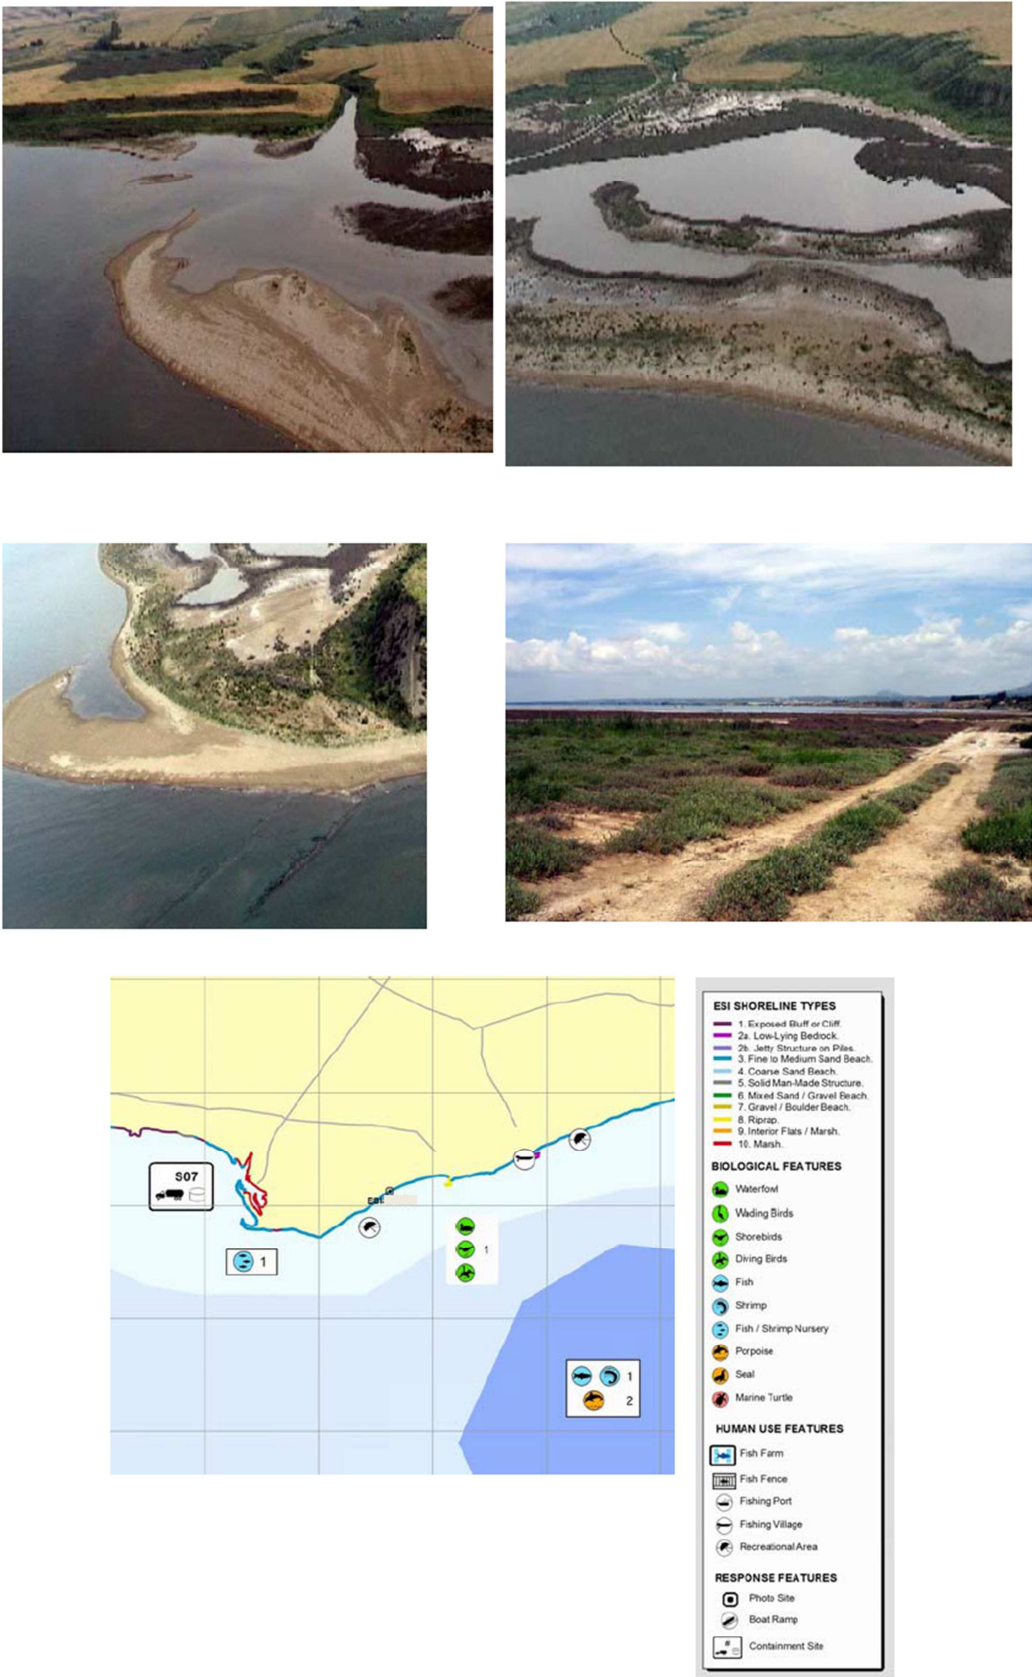 S07
ESI
1
1
1
2
ESI SHORELINE TYPES
1. Exposed Bluff or Cliff.
2a. Low-Lying Bedrock.
2b. Jetty Structure on Piles.
3. Fine to Medium Sand Beach.
4. Coarse Sand Beach.
5. Solid Man-Made Structure.
6. Mixed Sand / Gravel Beach.
7. Gravel / Boulder Beach.
8. Riprap.
9. Interior Flats / Marsh.
10. Marsh.
BIOLOGICAL FEATURES
Waterfowl
Wading Birds
Shorebirds
Diving Birds
Fish
Shrimp
Fish / Shrimp Nursery
Porpoise
Seal
Marine Turtle
HUMAN USE FEATURES
Fish Farm
Fish Fence
Fishing Port
Fishing Village
Recreational Area
RESPONSE FEATURES
Photo Site
Boat Ramp
Containment Site